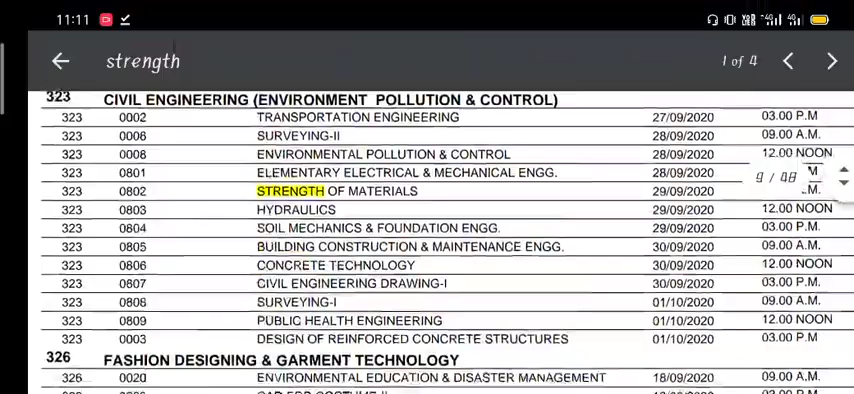 11:11
strength 1 of 4
323 CIVIL ENGINEERING (ENVIRONMENT POLLUTION & CONTROL)
323 0002 TRANSPORTATION ENGINEERING 27/09/2020 03.00 P.M
323 0006 SURVEYING-II 28/09/2020 09.00 A.M.
323 0008 ENVIRONMENTAL POLLUTION & CONTROL 28/09/2020 12.00 NOON
323 0801 ELEMENTARY ELECTRICAL & MECHANICAL ENGG. 28/09/2020 M
323 0802 STRENGTH OF MATERIALS 29/09/2020 .M.
9 / 48
323 0803 HYDRAULICS 29/09/2020 12.00 NOON
323 0804 SOIL MECHANICS & FOUNDATION ENGG. 29/09/2020 03.00 P.M.
323 0805 BUILDING CONSTRUCTION & MAINTENANCE ENGG. 30/09/2020 09.00 A.M.
323 0806 CONCRETE TECHNOLOGY 30/09/2020 12.00 NOON
323 0807 CIVIL ENGINEERING DRAWING-I 30/09/2020 03.00 P.M.
323 0808 SURVEYING-I 01/10/2020 09.00 A.M.
323 0809 PUBLIC HEALTH ENGINEERING 01/10/2020 12.00 NOON
323 0003 DESIGN OF REINFORCED CONCRETE STRUCTURES 01/10/2020 03.00 P.M
326 FASHION DESIGNING & GARMENT TECHNOLOGY
326 0020 ENVIRONMENTAL EDUCATION & DISASTER MANAGEMENT 18/09/2020 09.00 A.M.